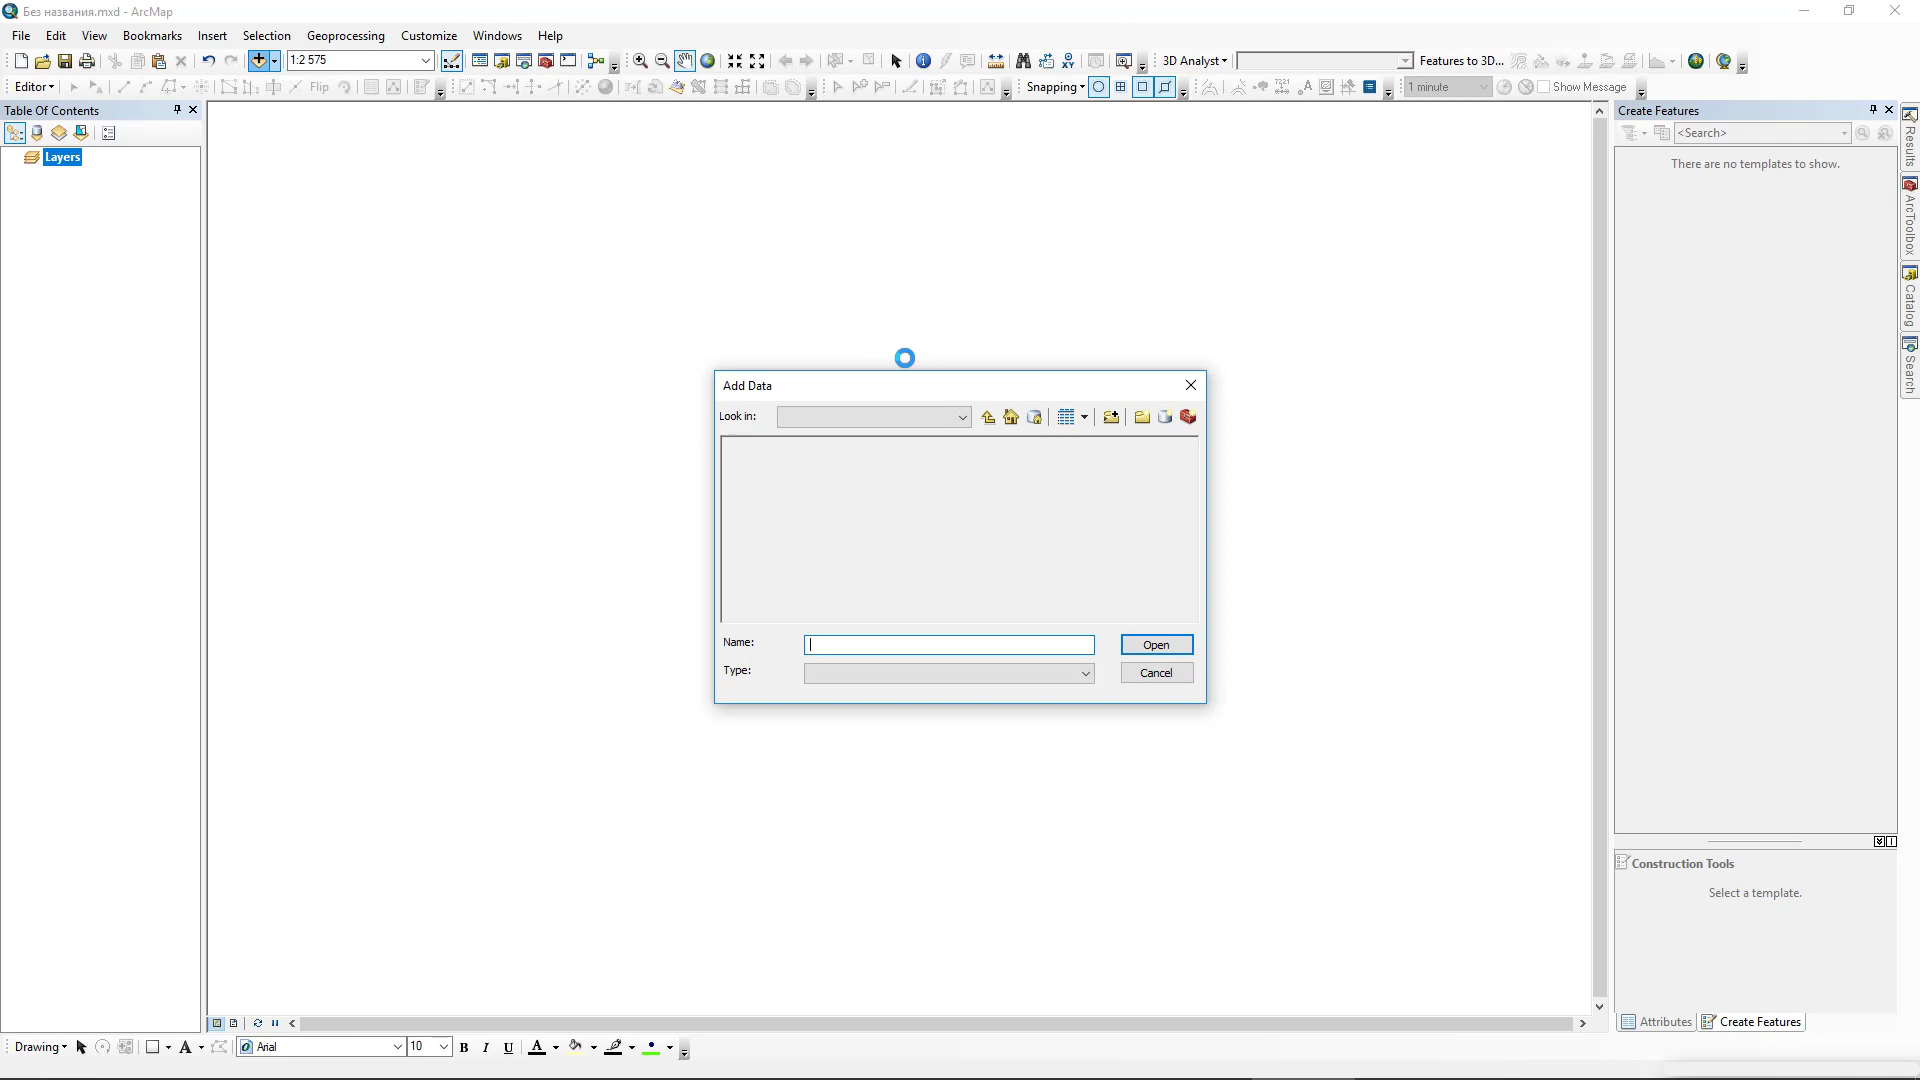 Без названия.mxd - ArcMap
File Edit View Bookmarks Insert Selection Geoprocessing Customize Windows Help
1:2 575
3D Analyst
Features to 3D...
Editor
Flip
Snapping
1 minute
Show Message
Table Of Contents
Layers
Create Features
<Search>
There are no templates to show.
Results
ArcToolbox
Catalog
Search
Add Data
Look in:
Name:
Open
Type:
Cancel
Construction Tools
Select a template.
Attributes
Create Features
Drawing
A
Arial
10
B I U A